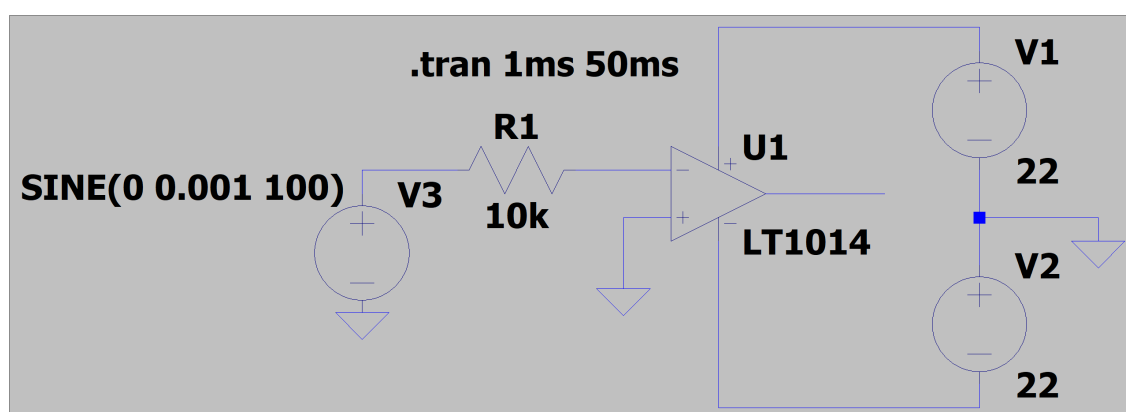 .tran 1ms 50ms
V1
R1
U1
22
SINE(0 0.001 100)
V3
10k
LT1014
V2
22